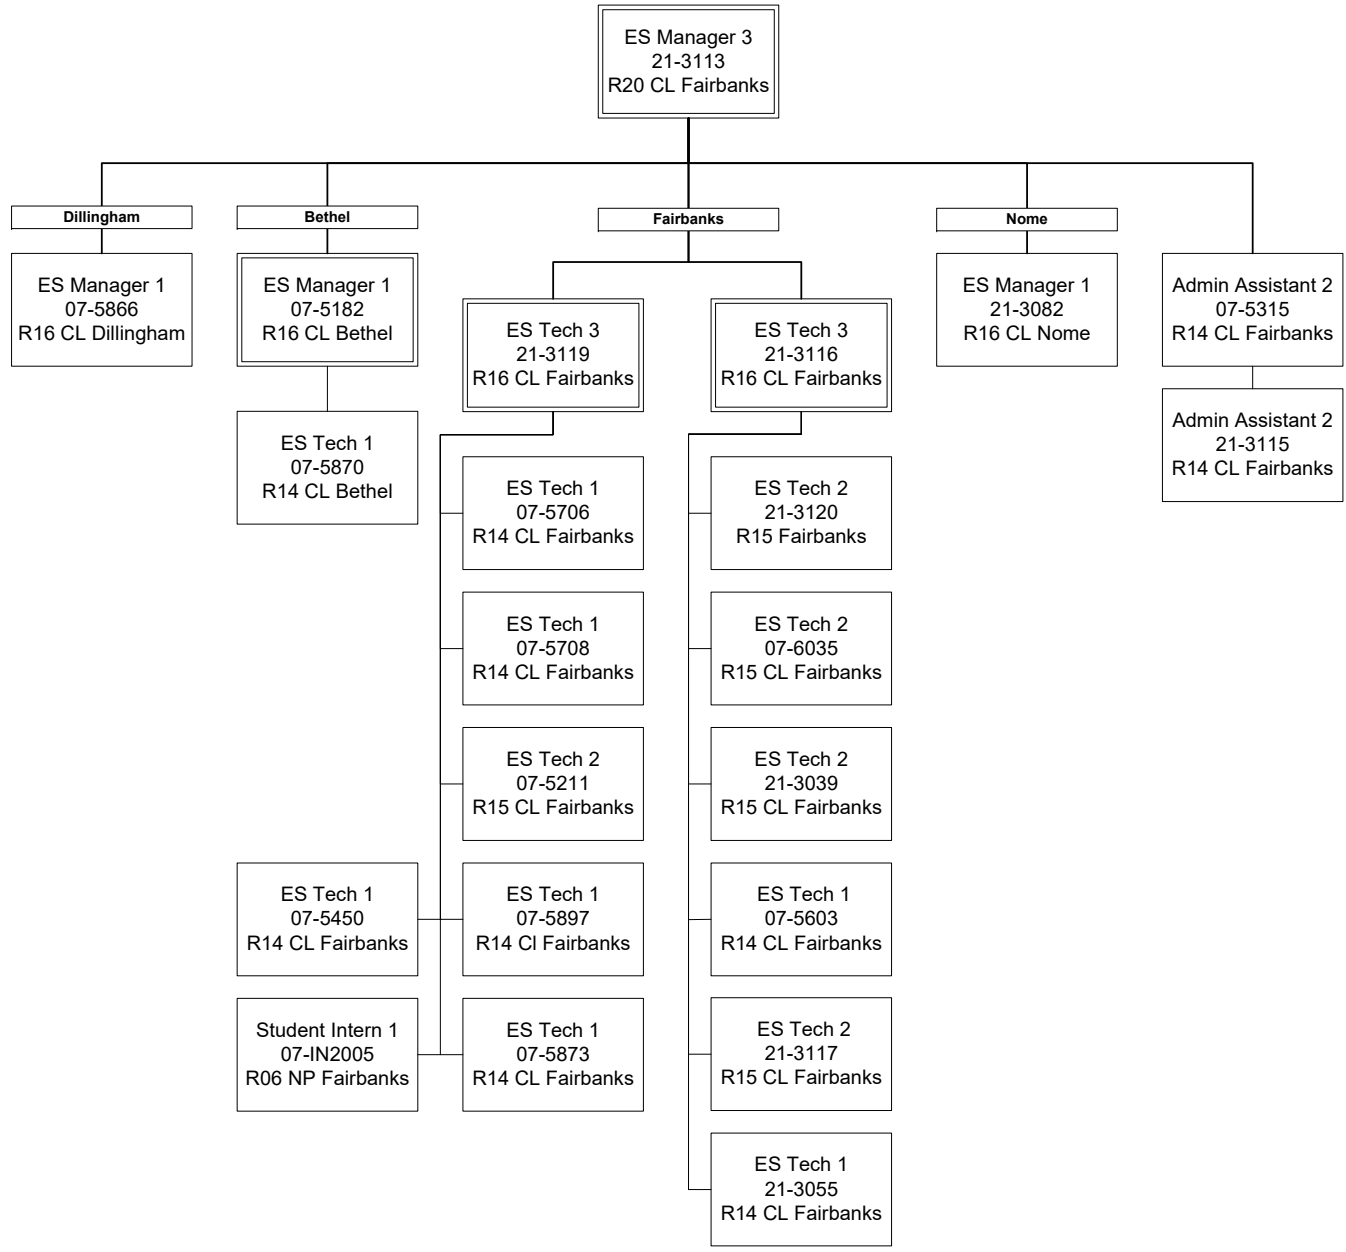 ES Manager 3
21-3113
R20 CL Fairbanks
Dillingham
Bethel
Fairbanks
Nome
ES Manager 1
07-5866
R16 CL Dillingham
ES Manager 1
07-5182
R16 CL Bethel
ES Tech 3
21-3119
R16 CL Fairbanks
ES Tech 3
21-3116
R16 CL Fairbanks
ES Manager 1
21-3082
R16 CL Nome
Admin Assistant 2
07-5315
R14 CL Fairbanks
ES Tech 1
07-5870
R14 CL Bethel
Admin Assistant 2
21-3115
R14 CL Fairbanks
ES Tech 1
07-5706
R14 CL Fairbanks
ES Tech 2
21-3120
R15 Fairbanks
ES Tech 1
07-5708
R14 CL Fairbanks
ES Tech 2
07-6035
R15 CL Fairbanks
ES Tech 2
07-5211
R15 CL Fairbanks
ES Tech 2
21-3039
R15 CL Fairbanks
ES Tech 1
07-5450
R14 CL Fairbanks
ES Tech 1
07-5897
R14 Cl Fairbanks
ES Tech 1
07-5603
R14 CL Fairbanks
Student Intern 1
07-IN2005
R06 NP Fairbanks
ES Tech 1
07-5873
R14 CL Fairbanks
ES Tech 2
21-3117
R15 CL Fairbanks
ES Tech 1
21-3055
R14 CL Fairbanks